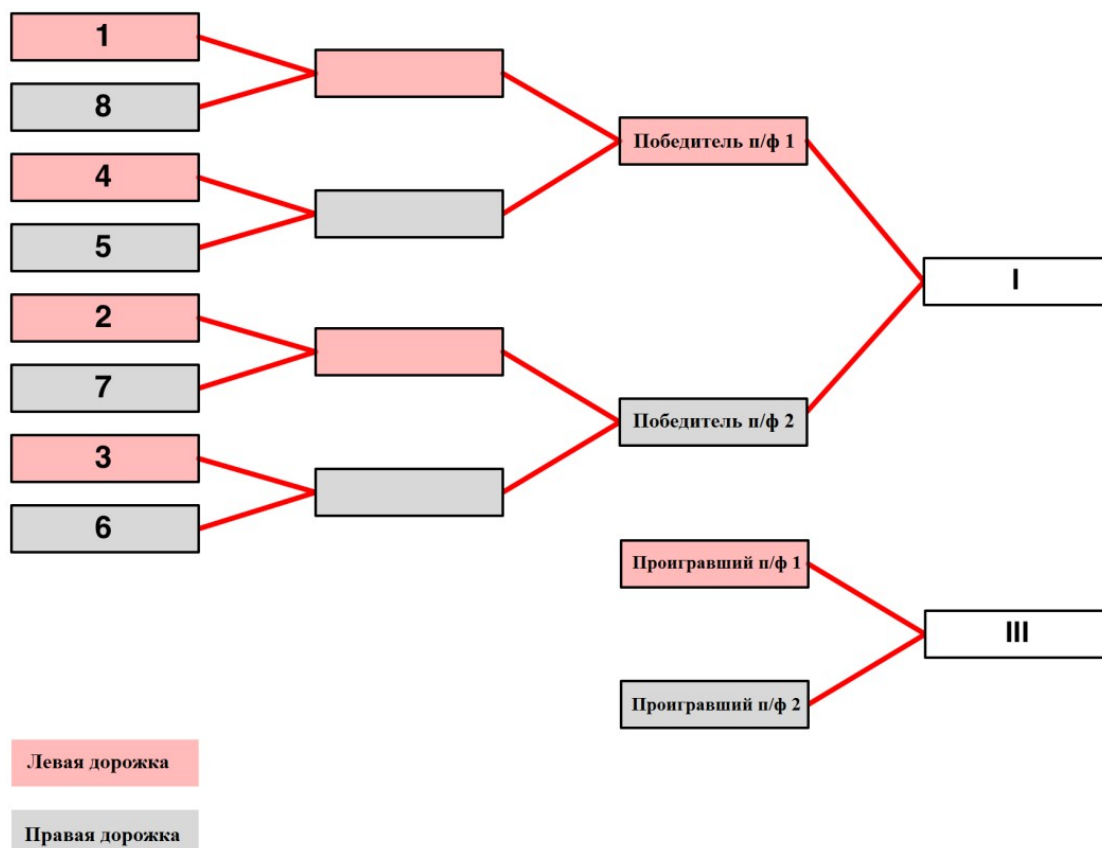 1
8
4
5
2
7
3
6
Победитель п/ф 1
Победитель п/ф 2
I
Проигравший п/ф 1
Проигравший п/ф 2
III
Левая дорожка
Правая дорожка